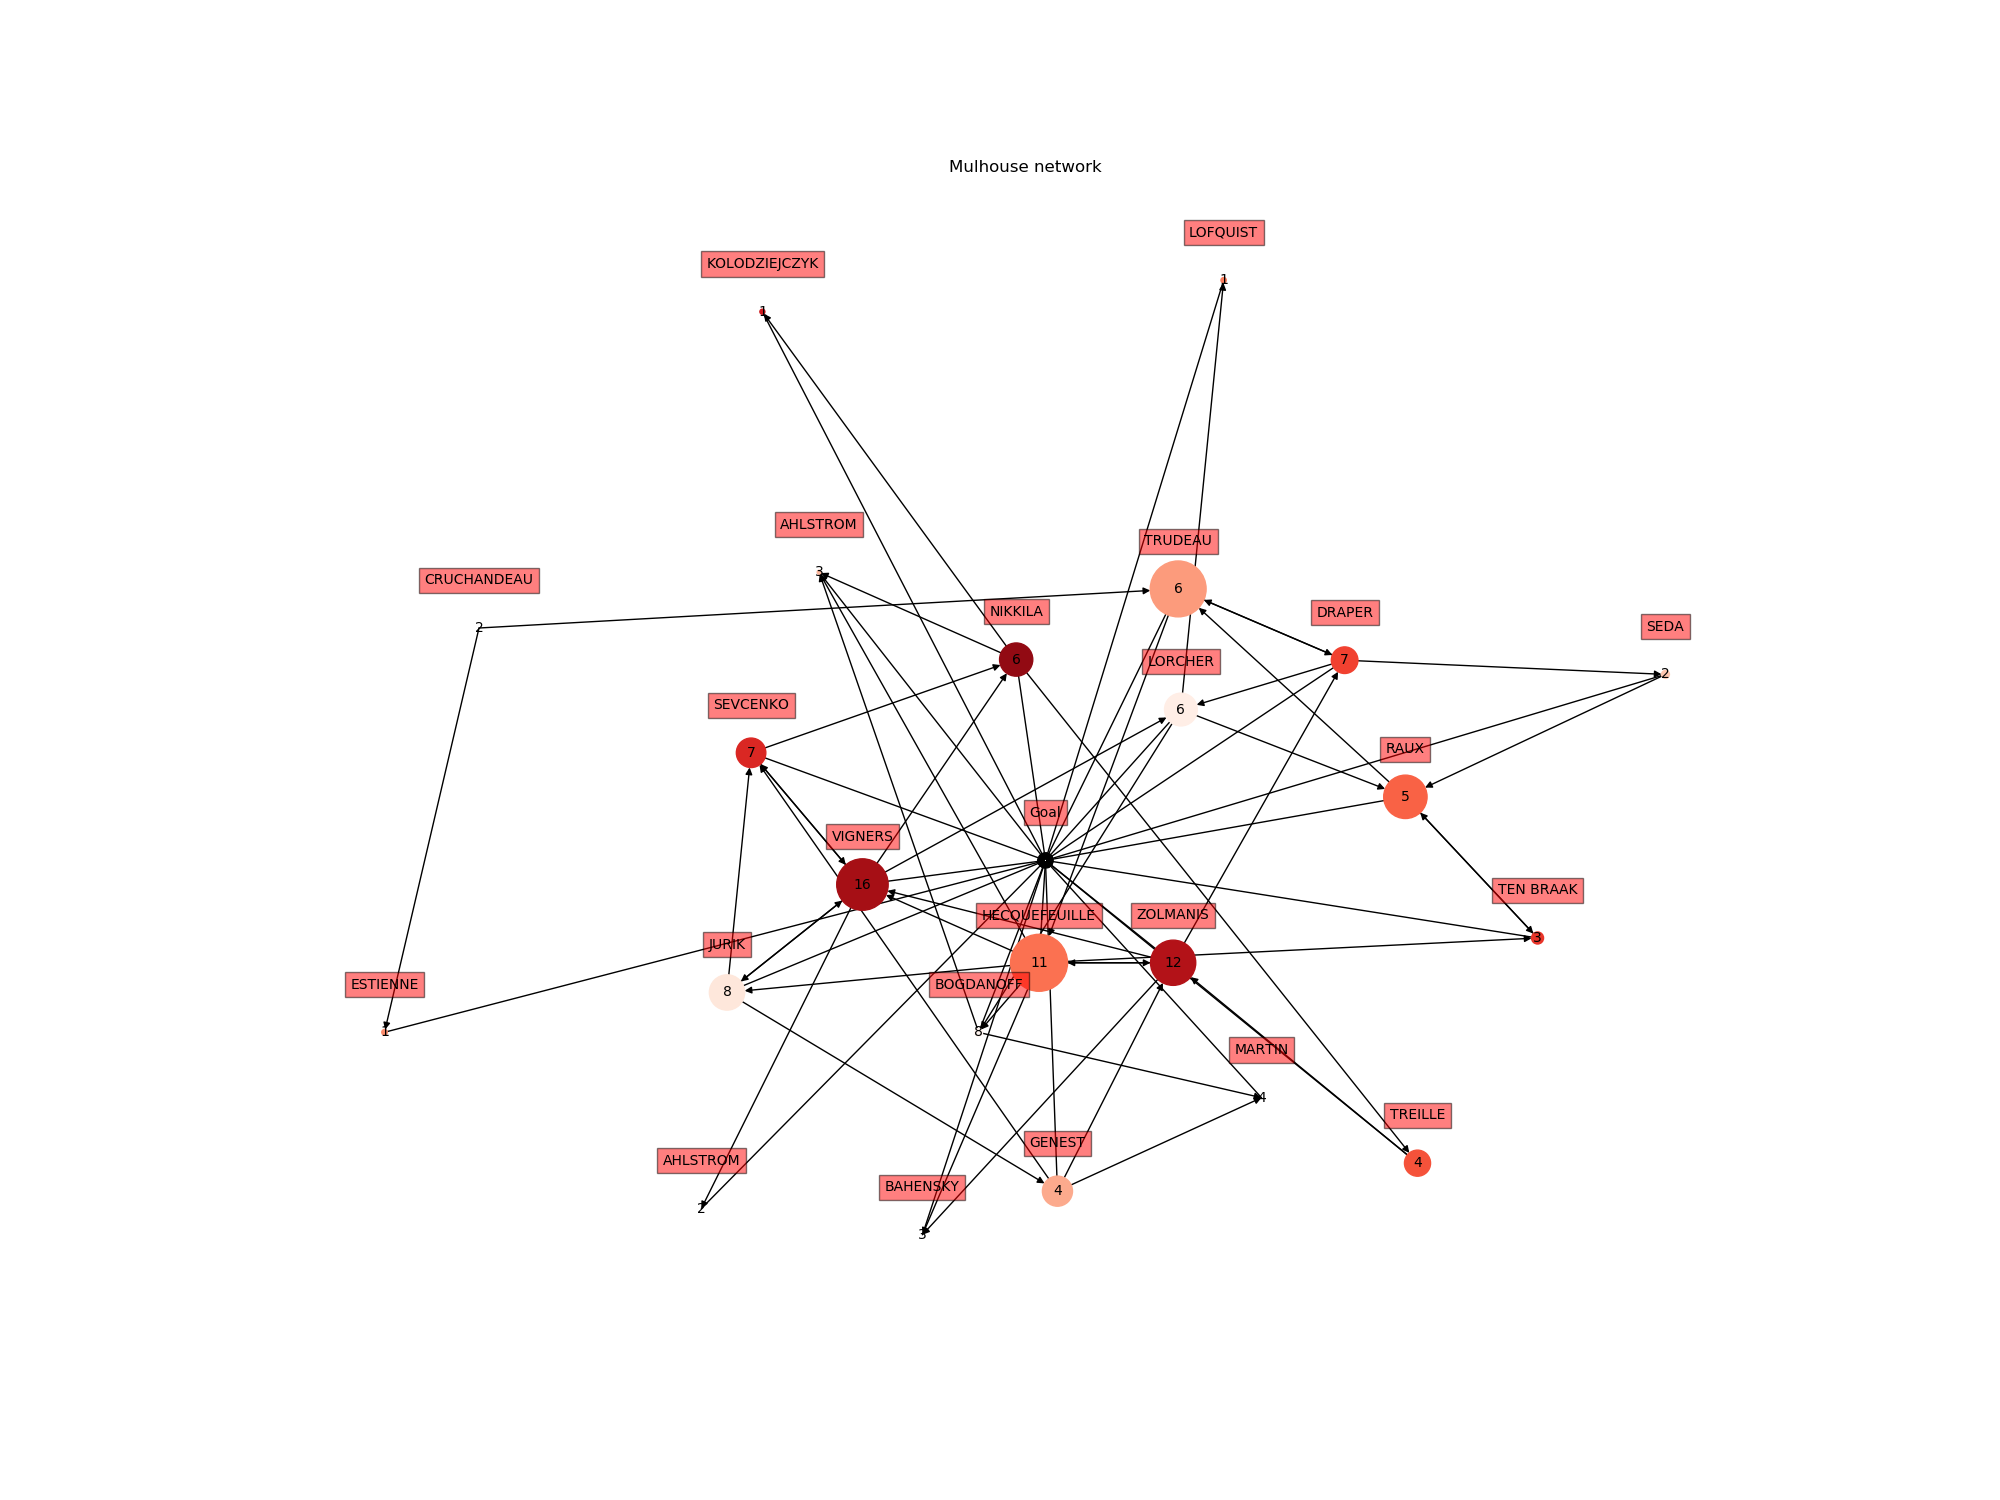 Mulhouse network
LOFQUIST
1
KOLODZIEJCZYK
1
AHLSTROM
3
TRUDEAU
6
CRUCHANDEAU
2
NIKKILA
6
DRAPER
7
SEDA
2
LORCHER
6
SEVCENKO
7
RAUX
5
Goal
VIGNERS
16
TEN BRAAK
3
HECQUEFEUILLE
11
ZOLMANIS
12
JURIK
8
ESTIENNE
1
BOGDANOFF
8
MARTIN
4
TREILLE
4
GENEST
4
AHLSTROM
2
BAHENSKY
3